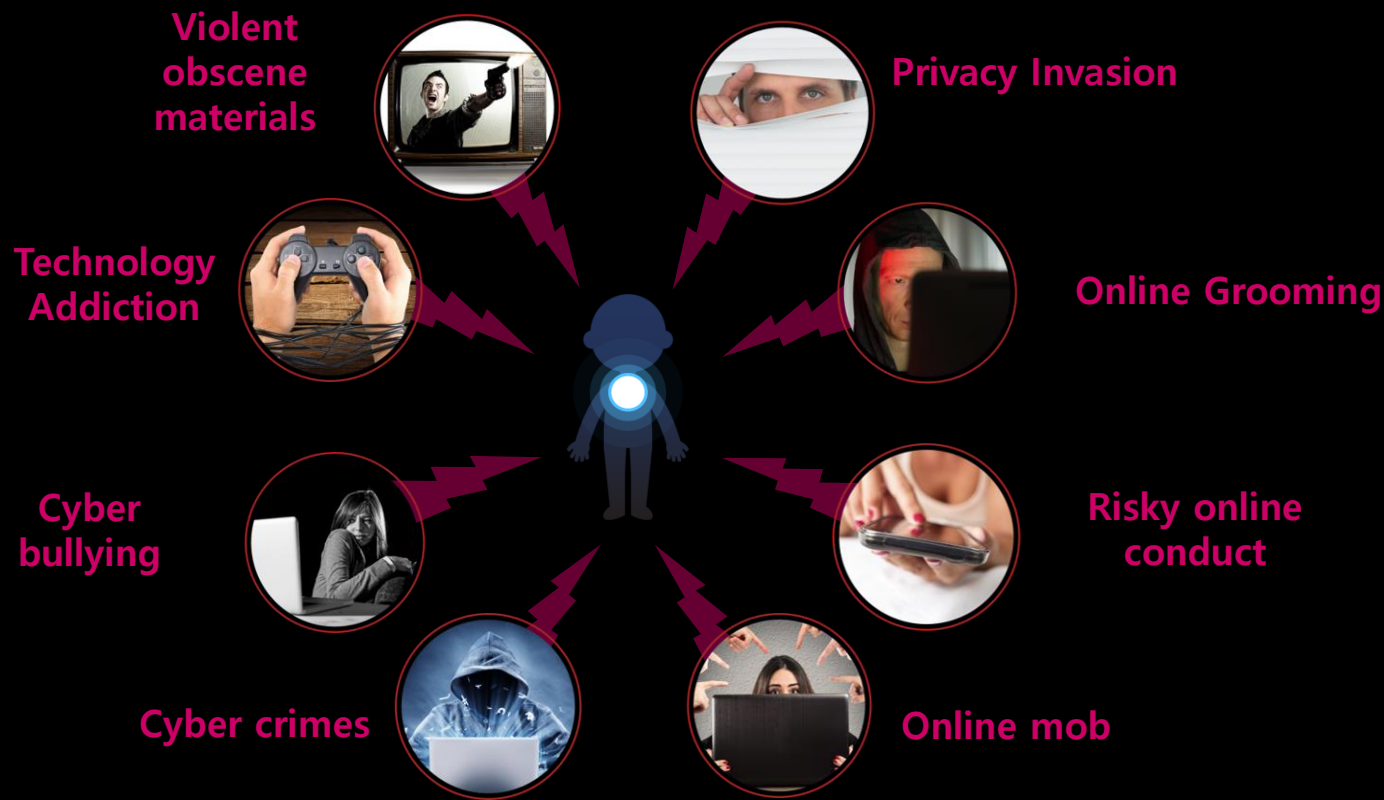 Violent
obscene
materials
Privacy Invasion
Technology
Addiction
Online Grooming
Cyber
bullying
Risky online
conduct
Cyber crimes
Online mob